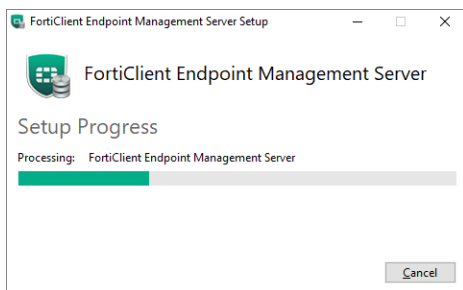 FortiClient Endpoint Management Server Setup
FortiClient Endpoint Management Server
Setup Progress
Processing: FortiClient Endpoint Management Server
Cancel